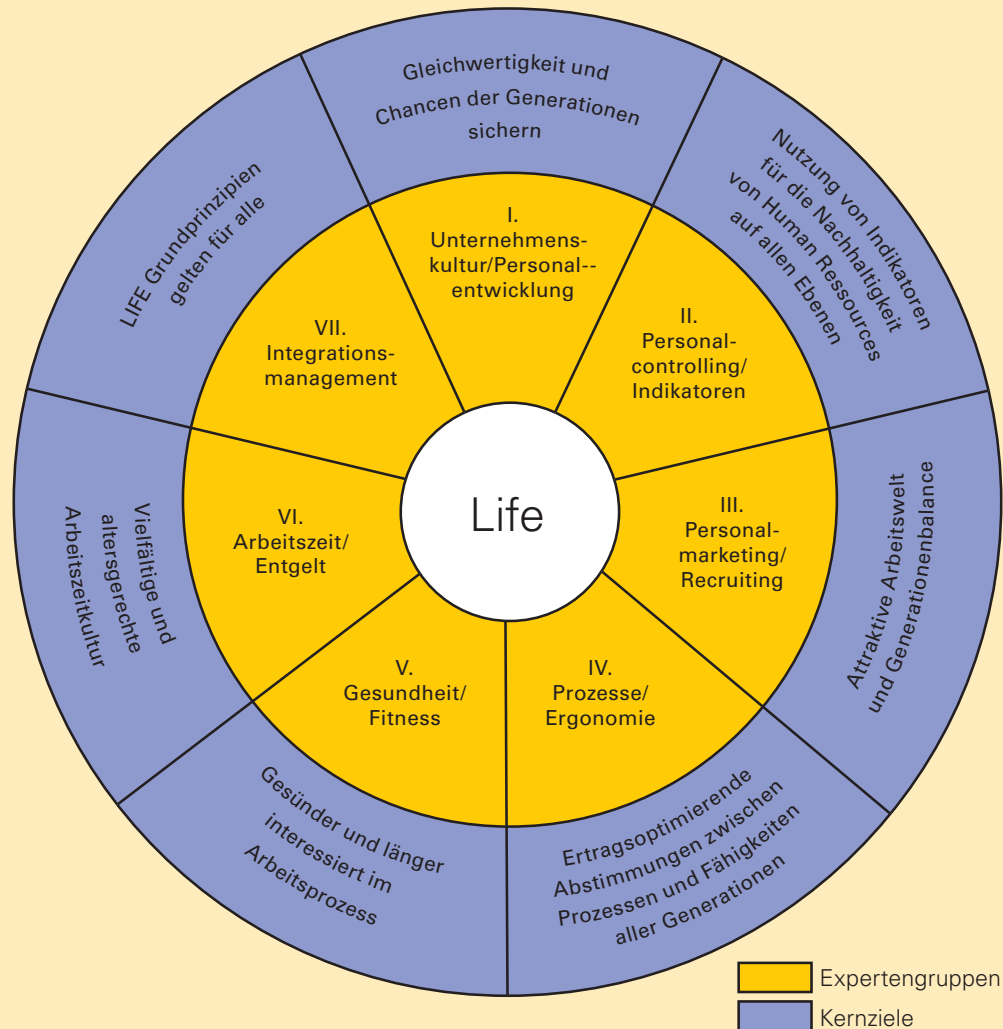 Gleichwertigkeit und
Chancen der Generationen
sichern
Nutzung von Indikatoren
für die Nachhaltigkeit
von Human Ressources
auf allen Ebenen
Attraktive Arbeitswelt
und Generationenbalance
Ertragsoptimierende
Abstimmungen zwischen
Prozessen und Fähigkeiten
aller Generationen
Gesünder und länger
interessiert im
Arbeitsprozess
Vielfältige und
altersgerechte
Arbeitszeitkultur
LIFE Grundprinzipien
gelten für alle
I.
Unternehmens-
kultur/Personal--
entwicklung
II.
Personal-
controlling/
Indikatoren
III.
Personal-
marketing/
Recruiting
IV.
Prozesse/
Ergonomie
V.
Gesundheit/
Fitness
VI.
Arbeitszeit/
Entgelt
VII.
Integrations-
management
Life
Expertengruppen
Kernziele